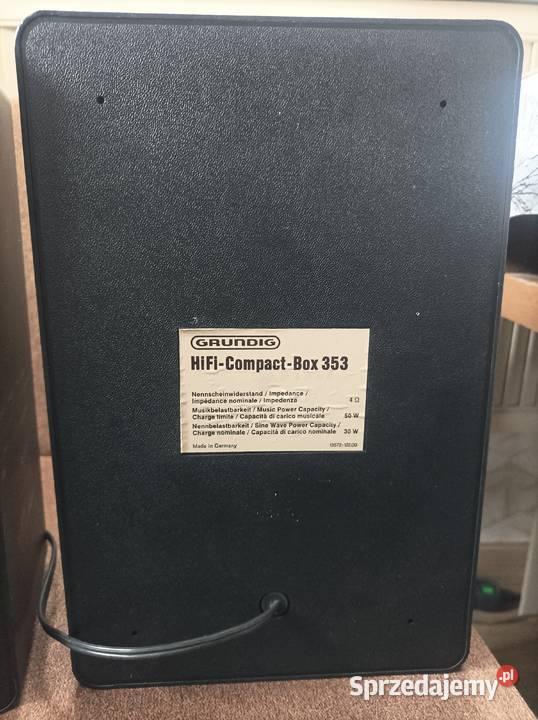 GRUNDIG
HiFi-Compact-Box 353
Nennscheinwiderstand / Impedance /
Impédance nominale / Impedenza 4 Ω
Musikbelastbarkeit / Music Power Capacity /
Charge limite / Capacità di carico musicale 50 W
Nennbelastbarkeit / Sine Wave Power Capacity /
Charge nominale / Capacità di carico nominale 30 W
Made in Germany
Sprzedajemy.pl